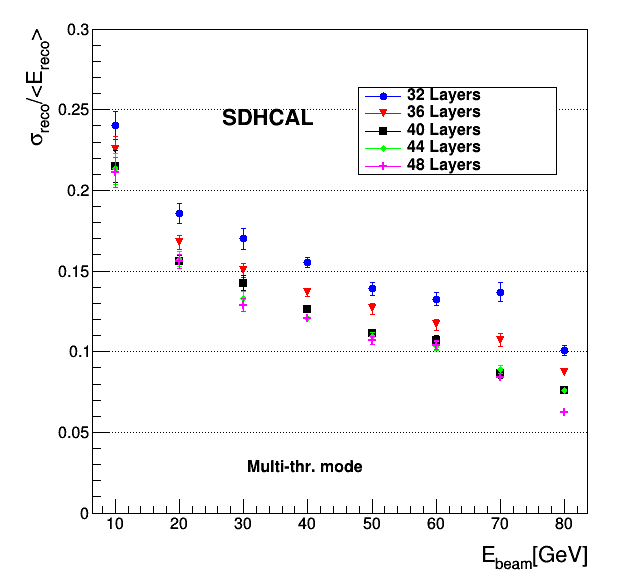 σreco/<Ereco>
0.3
0.25
0.2
0.15
0.1
0.05
0
SDHCAL
32 Layers
36 Layers
40 Layers
44 Layers
48 Layers
Multi-thr. mode
10 20 30 40 50 60 70 80
Ebeam[GeV]